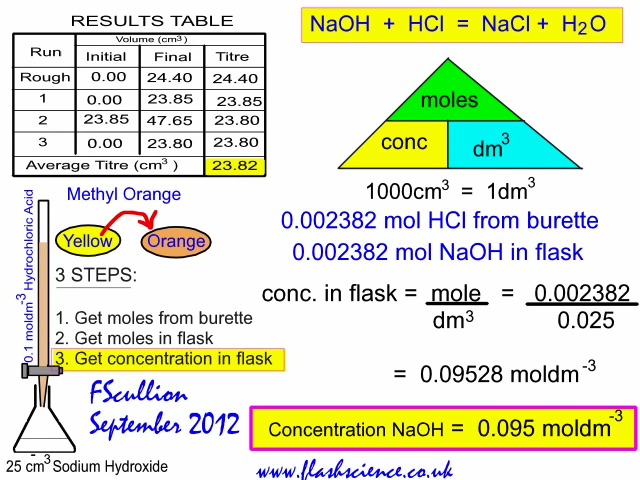 RESULTS TABLE
Run
Volume (cm³)
Initial Final Titre
Rough 0.00 24.40 24.40
1 0.00 23.85 23.85
2 23.85 47.65 23.80
3 0.00 23.80 23.80
Average Titre (cm³) 23.82
NaOH + HCl = NaCl + H₂O
moles
conc
dm³
1000cm³ = 1dm³
0.002382 mol HCl from burette
0.002382 mol NaOH in flask
conc. in flask = mole = 0.002382
dm³ 0.025
= 0.09528 moldm⁻³
Concentration NaOH = 0.095 moldm⁻³
Methyl Orange
Yellow Orange
3 STEPS:
1. Get moles from burette
2. Get moles in flask
3. Get concentration in flask
0.1 moldm⁻³ Hydrochloric Acid
FScullion
September 2012
25 cm³ Sodium Hydroxide
www.flashscience.co.uk